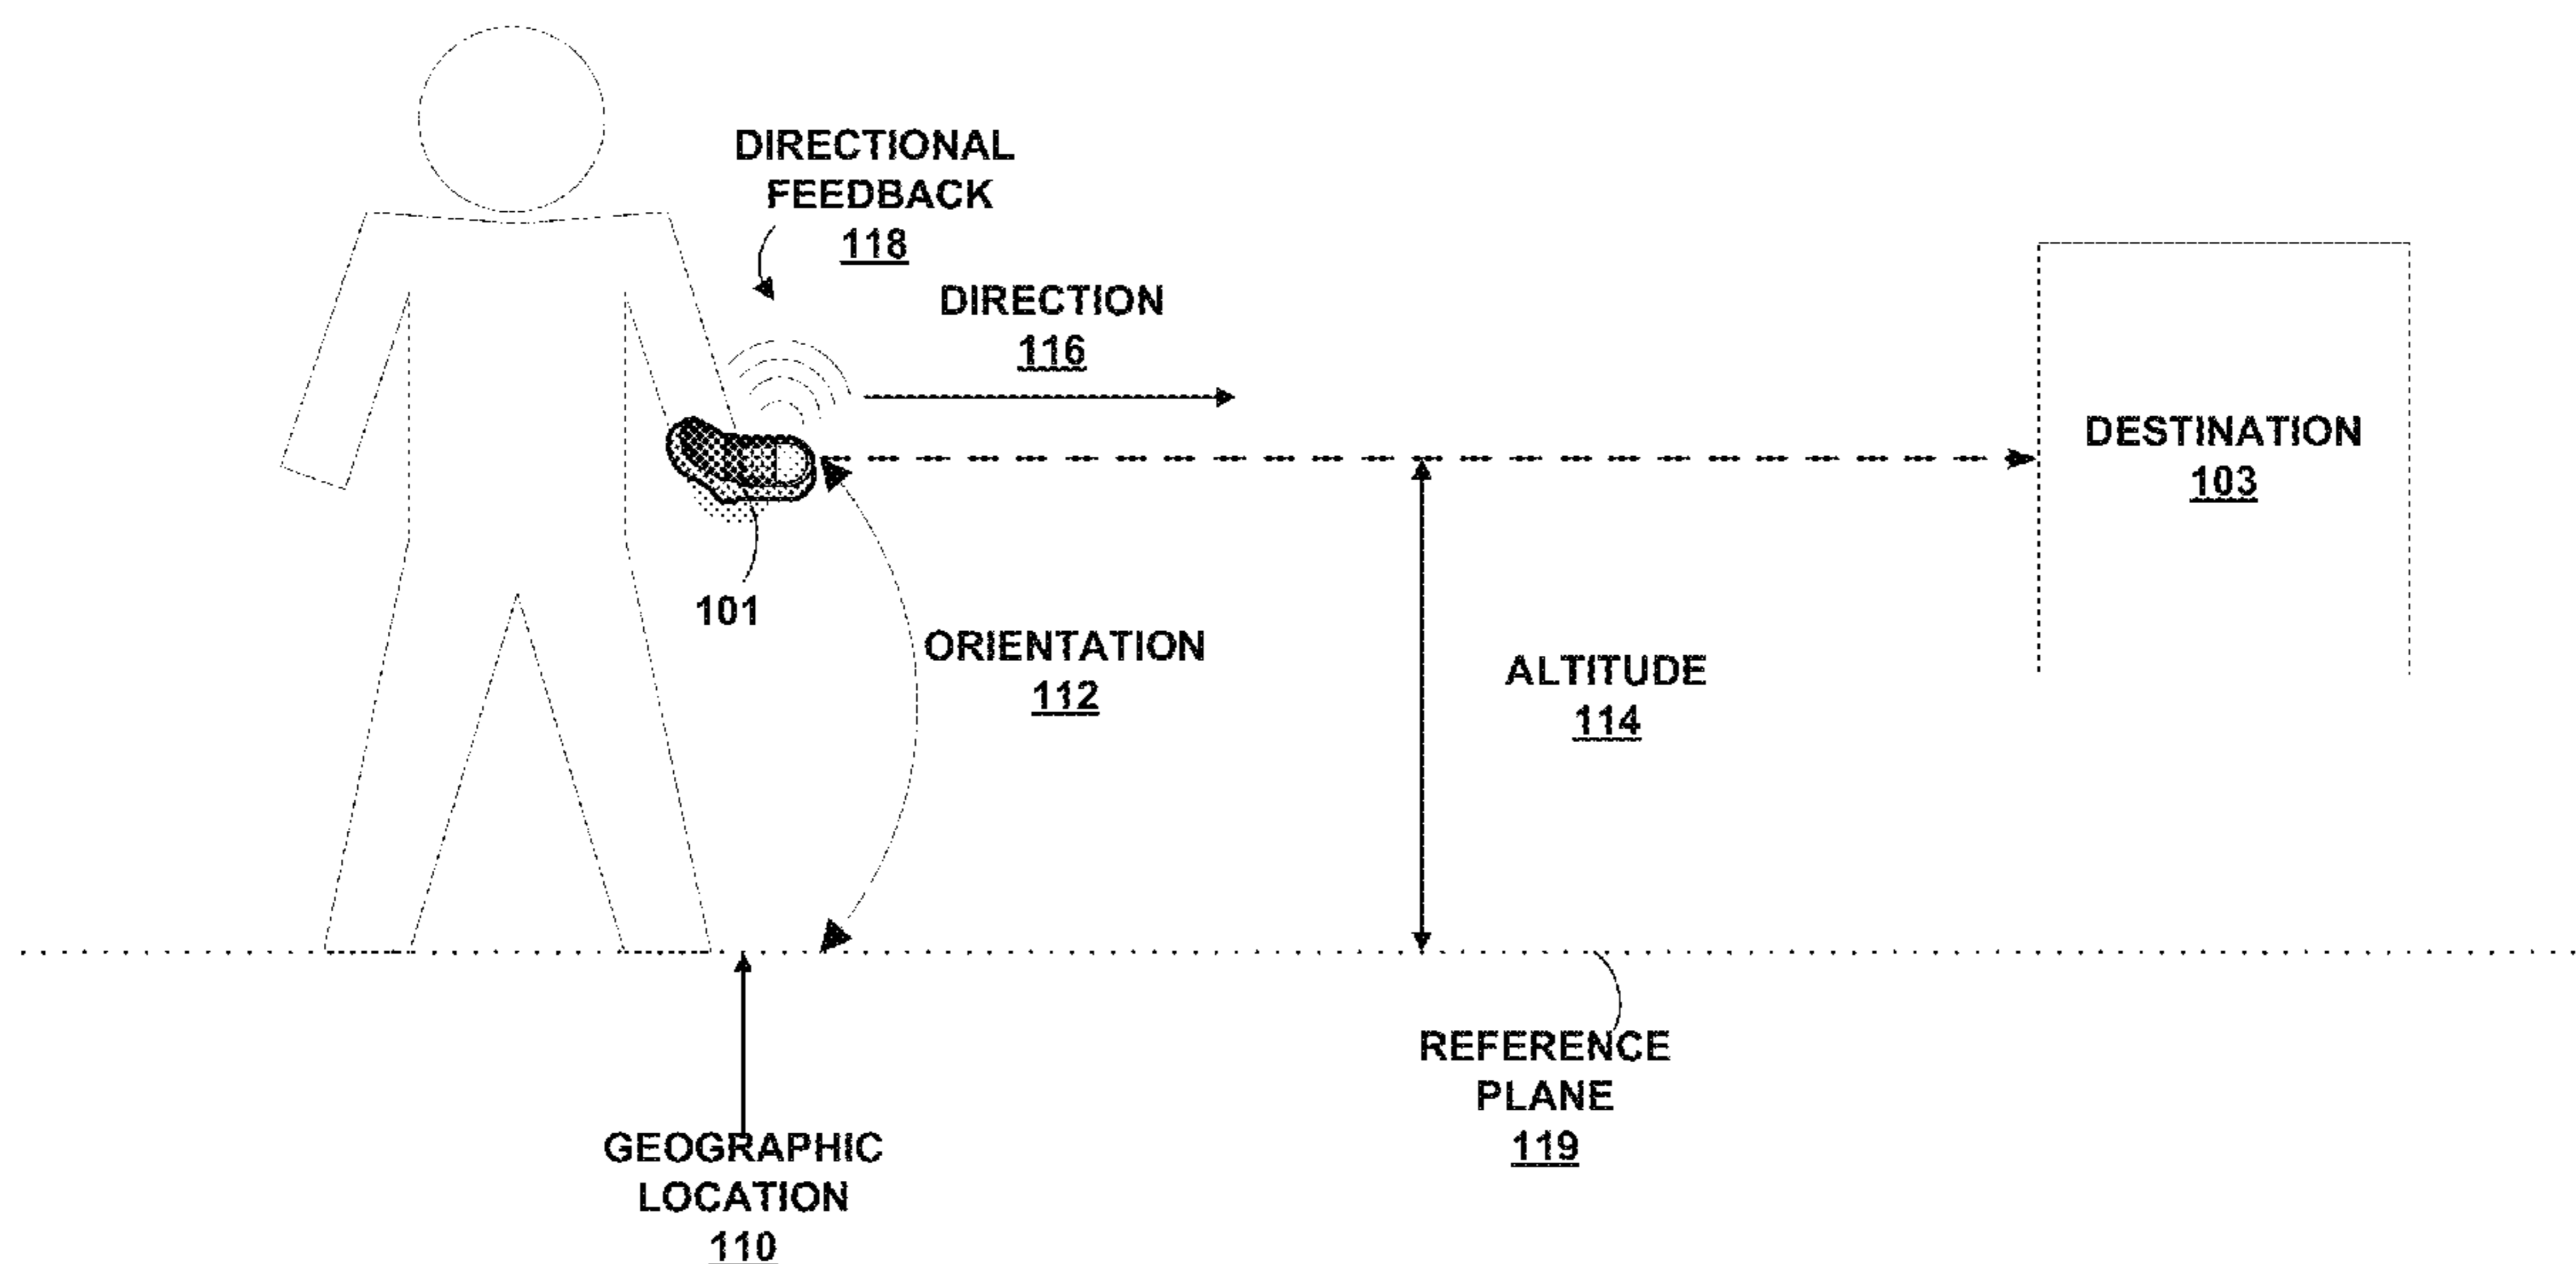 DIRECTIONAL
FEEDBACK
118
DIRECTION
116
DESTINATION
103
101
ORIENTATION
112
ALTITUDE
114
REFERENCE
PLANE
119
GEOGRAPHIC
LOCATION
110